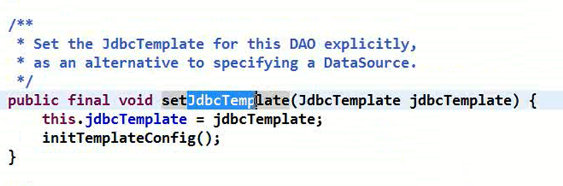 /**
 * Set the JdbcTemplate for this DAO explicitly,
 * as an alternative to specifying a DataSource.
 */
public final void setJdbcTemplate(JdbcTemplate jdbcTemplate) {
    this.jdbcTemplate = jdbcTemplate;
    initTemplateConfig();
}